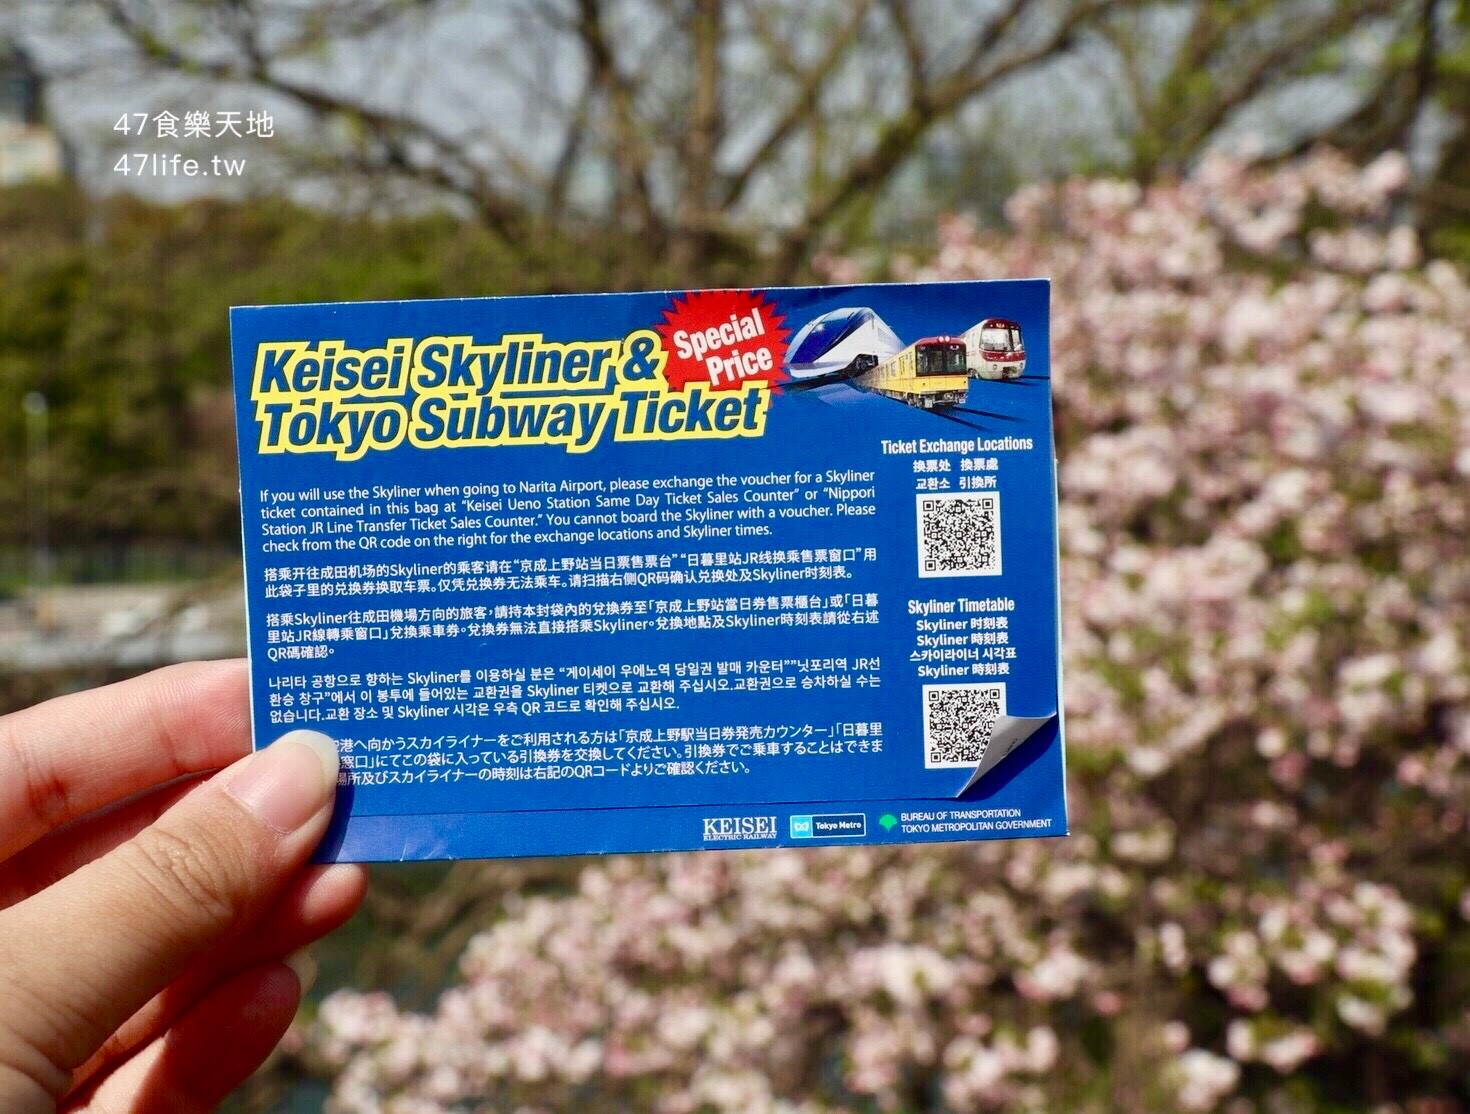 47食樂天地
47life.tw
Keisei Skyliner &
Tokyo Subway Ticket
Special
Price
If you will use the Skyliner when going to Narita Airport, please exchange the voucher for a Skyliner
ticket contained in this bag at "Keisei Ueno Station Same Day Ticket Sales Counter" or "Nippori
Station JR Line Transfer Ticket Sales Counter." You cannot board the Skyliner with a voucher. Please
check from the QR code on the right for the exchange locations and Skyliner times.
搭乘开往成田机场的Skyliner的乘客请在"京成上野站当日票售票台""日暮里站JR线换乘售票窗口"用
此袋子里的兑换券换取车票。仅凭兑换券无法乘车。请扫描右侧QR码确认兑换处及Skyliner时刻表。
搭乘Skyliner往成田機場方向的旅客，請持本封袋內的兌換券至「京成上野站當日券售票櫃台」或「日暮
里站JR線轉乘窗口」兌換乘車券。兌換券無法直接搭乘Skyliner。兌換地點及Skyliner時刻表請從右述
QR碼確認。
나리타 공항으로 향하는 Skyliner를 이용하실 분은 "게이세이 우에노역 당일권 발매 카운터""닛포리역 JR선
환승 창구"에서 이 봉투에 들어있는 교환권을 Skyliner 티켓으로 교환해 주십시오.교환권으로 승차하실 수는
없습니다.교환 장소 및 Skyliner 시각은 우측 QR 코드로 확인해 주십시오.
港へ向かうスカイライナーをご利用される方は「京成上野駅当日券発売カウンター」「日暮里
窓口」にてこの袋に入っている引換券を交換してください。引換券でご乗車することはできま
場所及びスカイライナーの時刻は右記のQRコードよりご確認ください。
Ticket Exchange Locations
換票处 換票處
교환소 引換所
Skyliner Timetable
Skyliner 时刻表
Skyliner 時刻表
스카이라이너 시각표
Skyliner 時刻表
KEISEI
ELECTRIC RAILWAY
Tokyo Metro
BUREAU OF TRANSPORTATION
TOKYO METROPOLITAN GOVERNMENT